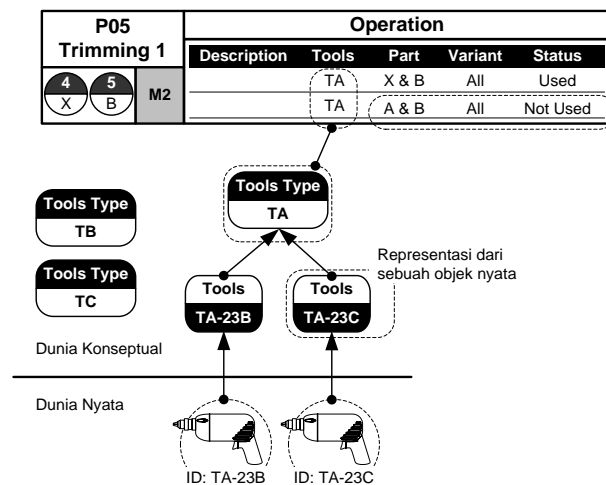 P05
Trimming 1
4
X
5
B
M2
Operation
Description Tools Part Variant Status
TA X & B All Used
TA A & B All Not Used
Tools Type
TA
Tools Type
TB
Tools Type
TC
Representasi dari
sebuah objek nyata
Tools
TA-23B
Tools
TA-23C
Dunia Konseptual
Dunia Nyata
ID: TA-23B
ID: TA-23C